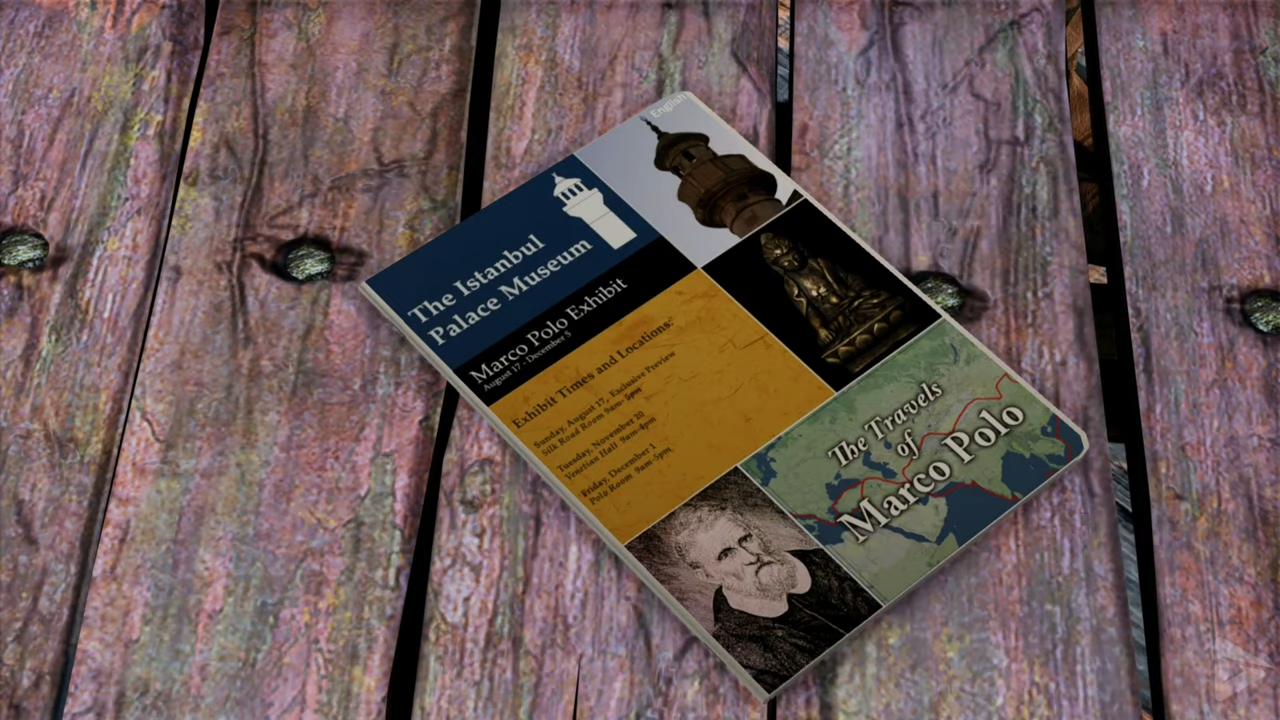 English
The Istanbul
Palace Museum
Marco Polo Exhibit
August 17 - December 5
Exhibit Times and Locations:
Sunday, August 17, Exclusive Preview
Silk Road Room 9am-5pm
Tuesday, November 20
Venetian Hall 9am-4pm
Friday, December 1
Polo Room 9am-5pm
The Travels
of
Marco Polo